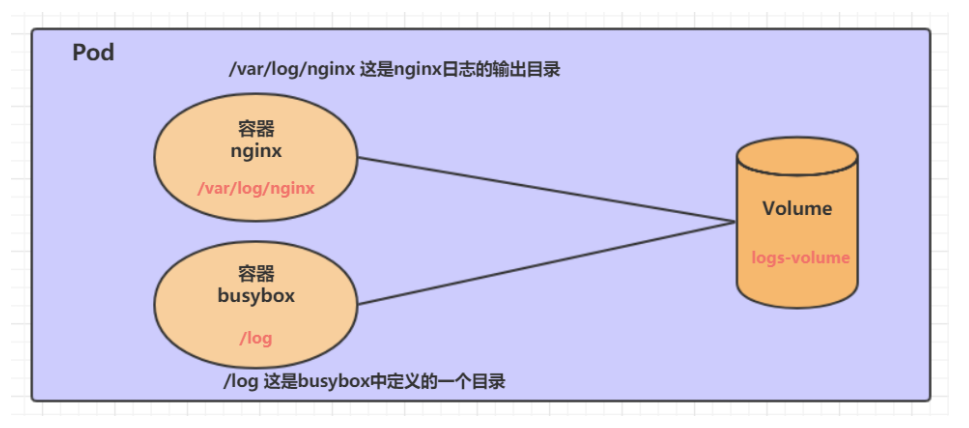 Pod
/var/log/nginx 这是nginx日志的输出目录
容器
nginx
/var/log/nginx
容器
busybox
/log
/log 这是busybox中定义的一个目录
Volume
logs-volume